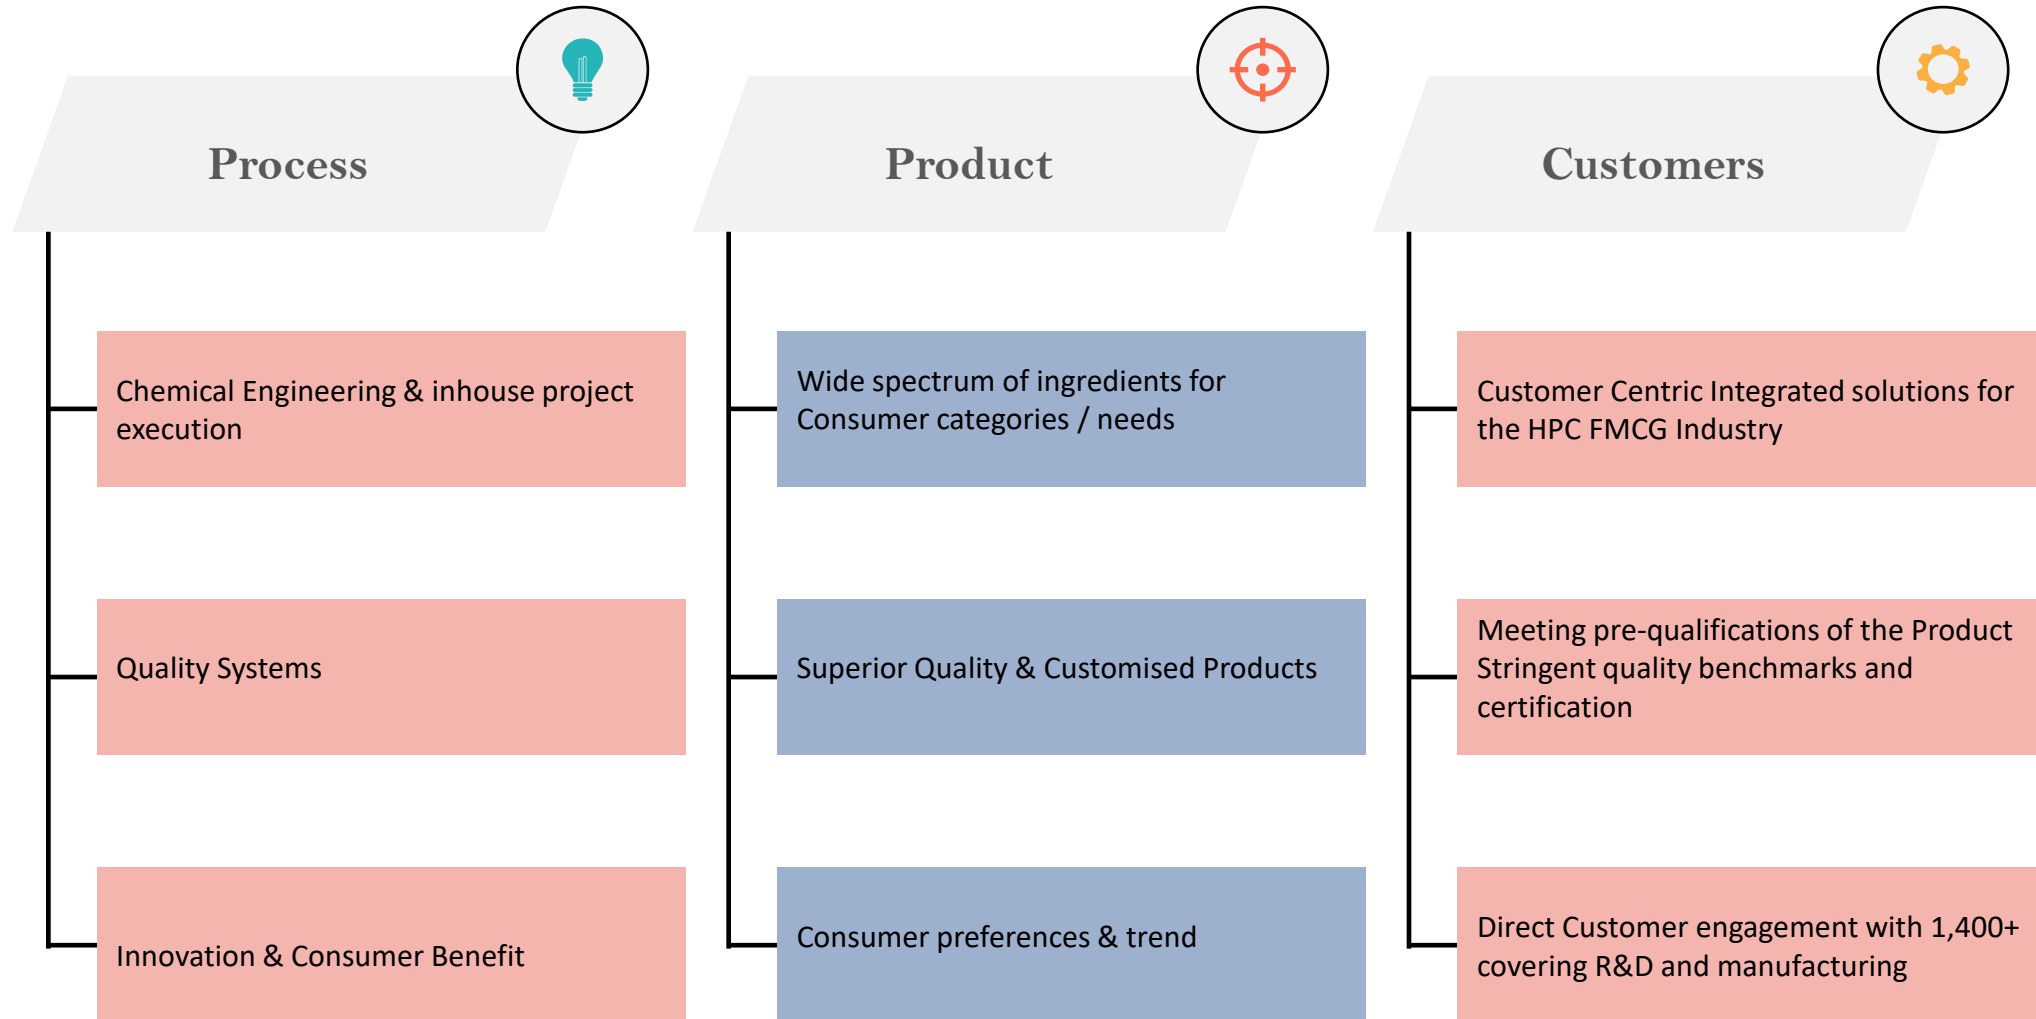 Process
Chemical Engineering & inhouse project
execution
Quality Systems
Innovation & Consumer Benefit
Product
Wide spectrum of ingredients for
Consumer categories / needs
Superior Quality & Customised Products
Consumer preferences & trend
Customers
Customer Centric Integrated solutions for
the HPC FMCG Industry
Meeting pre-qualifications of the Product
Stringent quality benchmarks and
certification
Direct Customer engagement with 1,400+
covering R&D and manufacturing